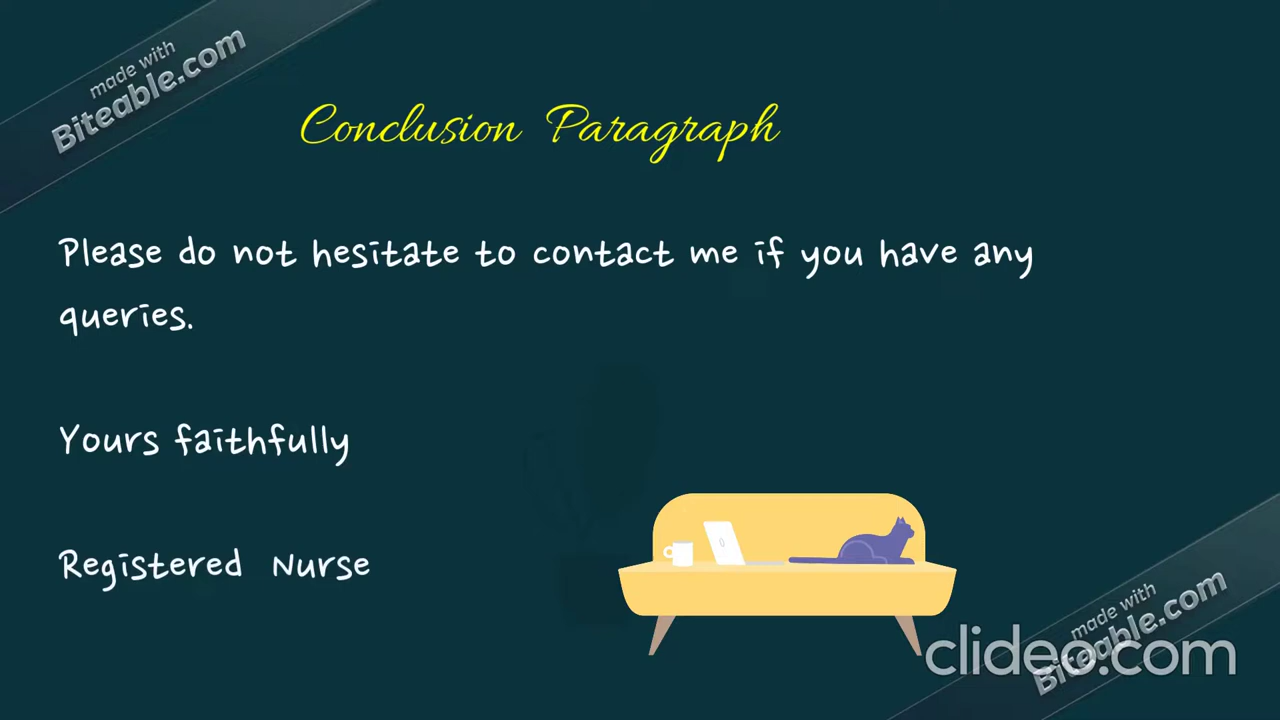 made with
Biteable.com
Conclusion Paragraph
Please do not hesitate to contact me if you have any
queries.
Yours faithfully
Registered Nurse
made with
Biteable.com
clideo.com